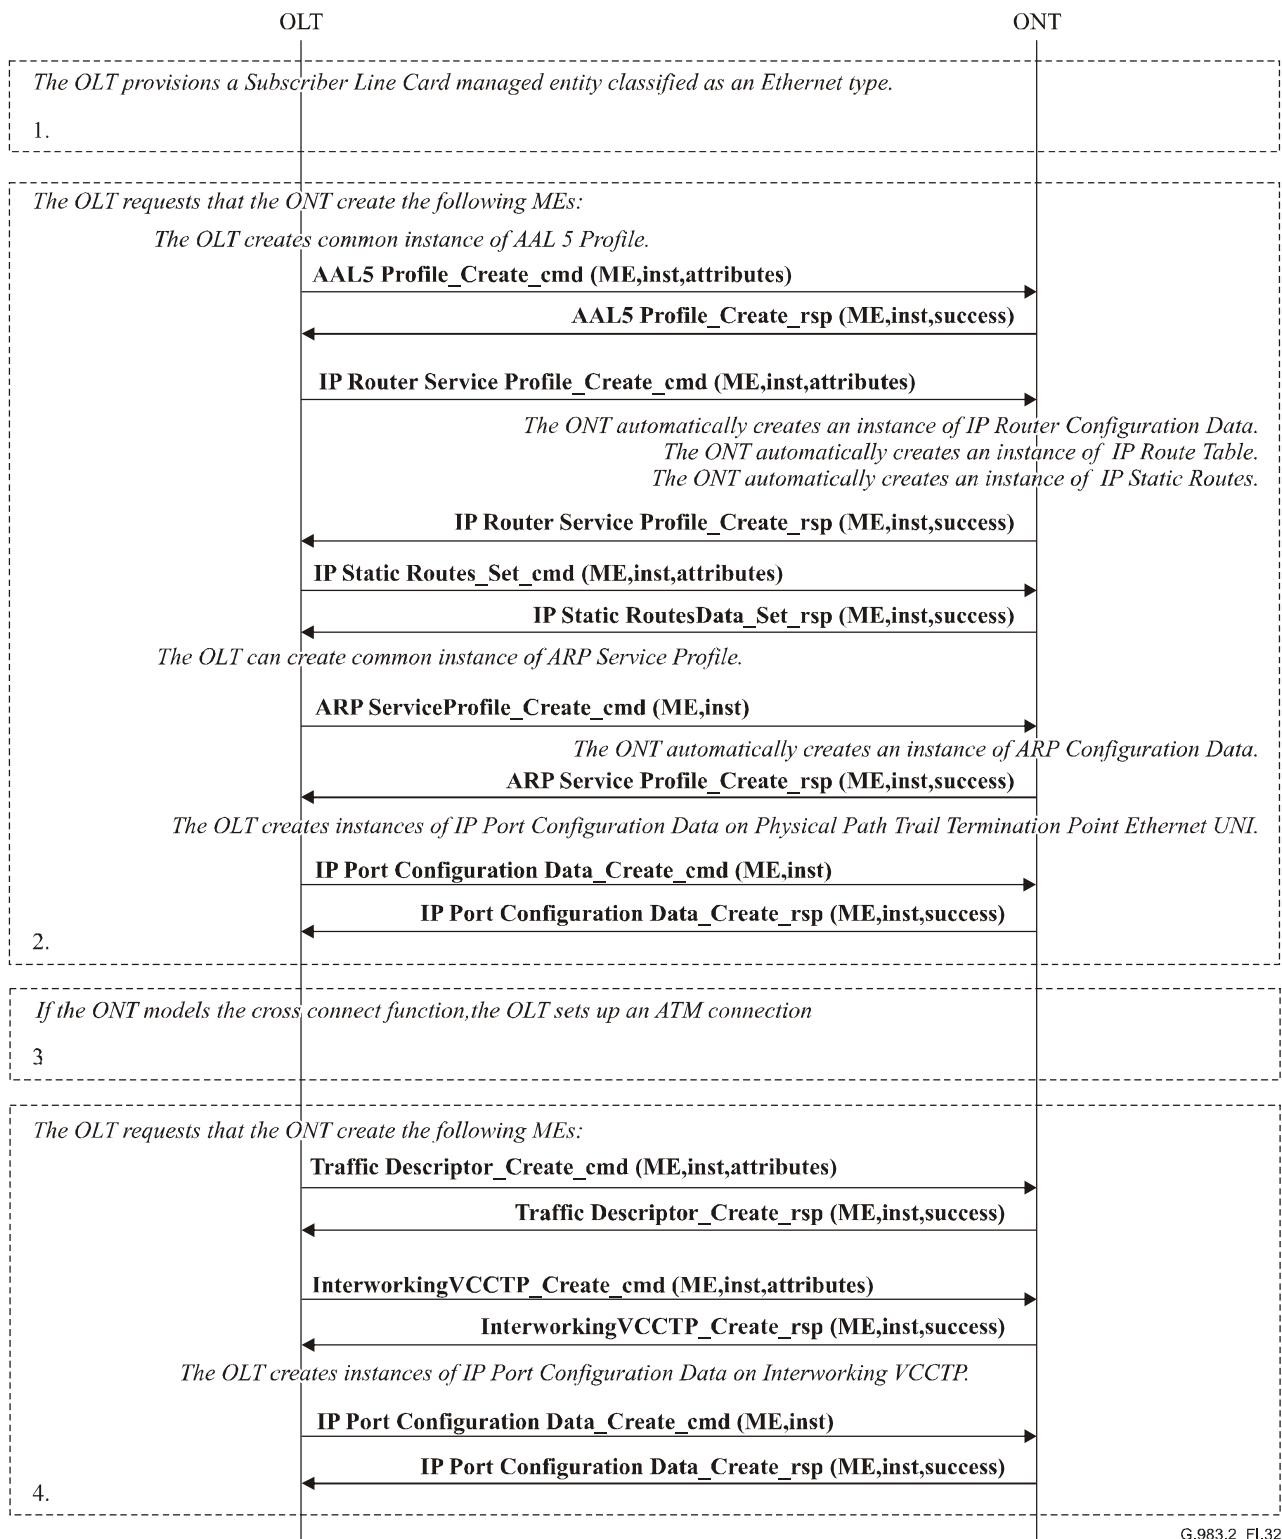 OLT ONT
The OLT provisions a Subscriber Line Card managed entity classified as an Ethernet type.
1.
The OLT requests that the ONT create the following MEs:
The OLT creates common instance of AAL 5 Profile.
AAL5 Profile_Create_cmd (ME,inst,attributes)
AAL5 Profile_Create_rsp (ME,inst,success)
IP Router Service Profile_Create_cmd (ME,inst,attributes)
The ONT automatically creates an instance of IP Router Configuration Data.
The ONT automatically creates an instance of IP Route Table.
The ONT automatically creates an instance of IP Static Routes.
IP Router Service Profile_Create_rsp (ME,inst,success)
IP Static Routes_Set_cmd (ME,inst,attributes)
IP Static RoutesData_Set_rsp (ME,inst,success)
The OLT can create common instance of ARP Service Profile.
ARP ServiceProfile_Create_cmd (ME,inst)
The ONT automatically creates an instance of ARP Configuration Data.
ARP Service Profile_Create_rsp (ME,inst,success)
The OLT creates instances of IP Port Configuration Data on Physical Path Trail Termination Point Ethernet UNI.
IP Port Configuration Data_Create_cmd (ME,inst)
IP Port Configuration Data_Create_rsp (ME,inst,success)
2.
If the ONT models the cross connect function,the OLT sets up an ATM connection
3
The OLT requests that the ONT create the following MEs:
Traffic Descriptor_Create_cmd (ME,inst,attributes)
Traffic Descriptor_Create_rsp (ME,inst,success)
InterworkingVCCTP_Create_cmd (ME,inst,attributes)
InterworkingVCCTP_Create_rsp (ME,inst,success)
The OLT creates instances of IP Port Configuration Data on Interworking VCCTP.
IP Port Configuration Data_Create_cmd (ME,inst)
IP Port Configuration Data_Create_rsp (ME,inst,success)
4.
G.983.2_FI.32